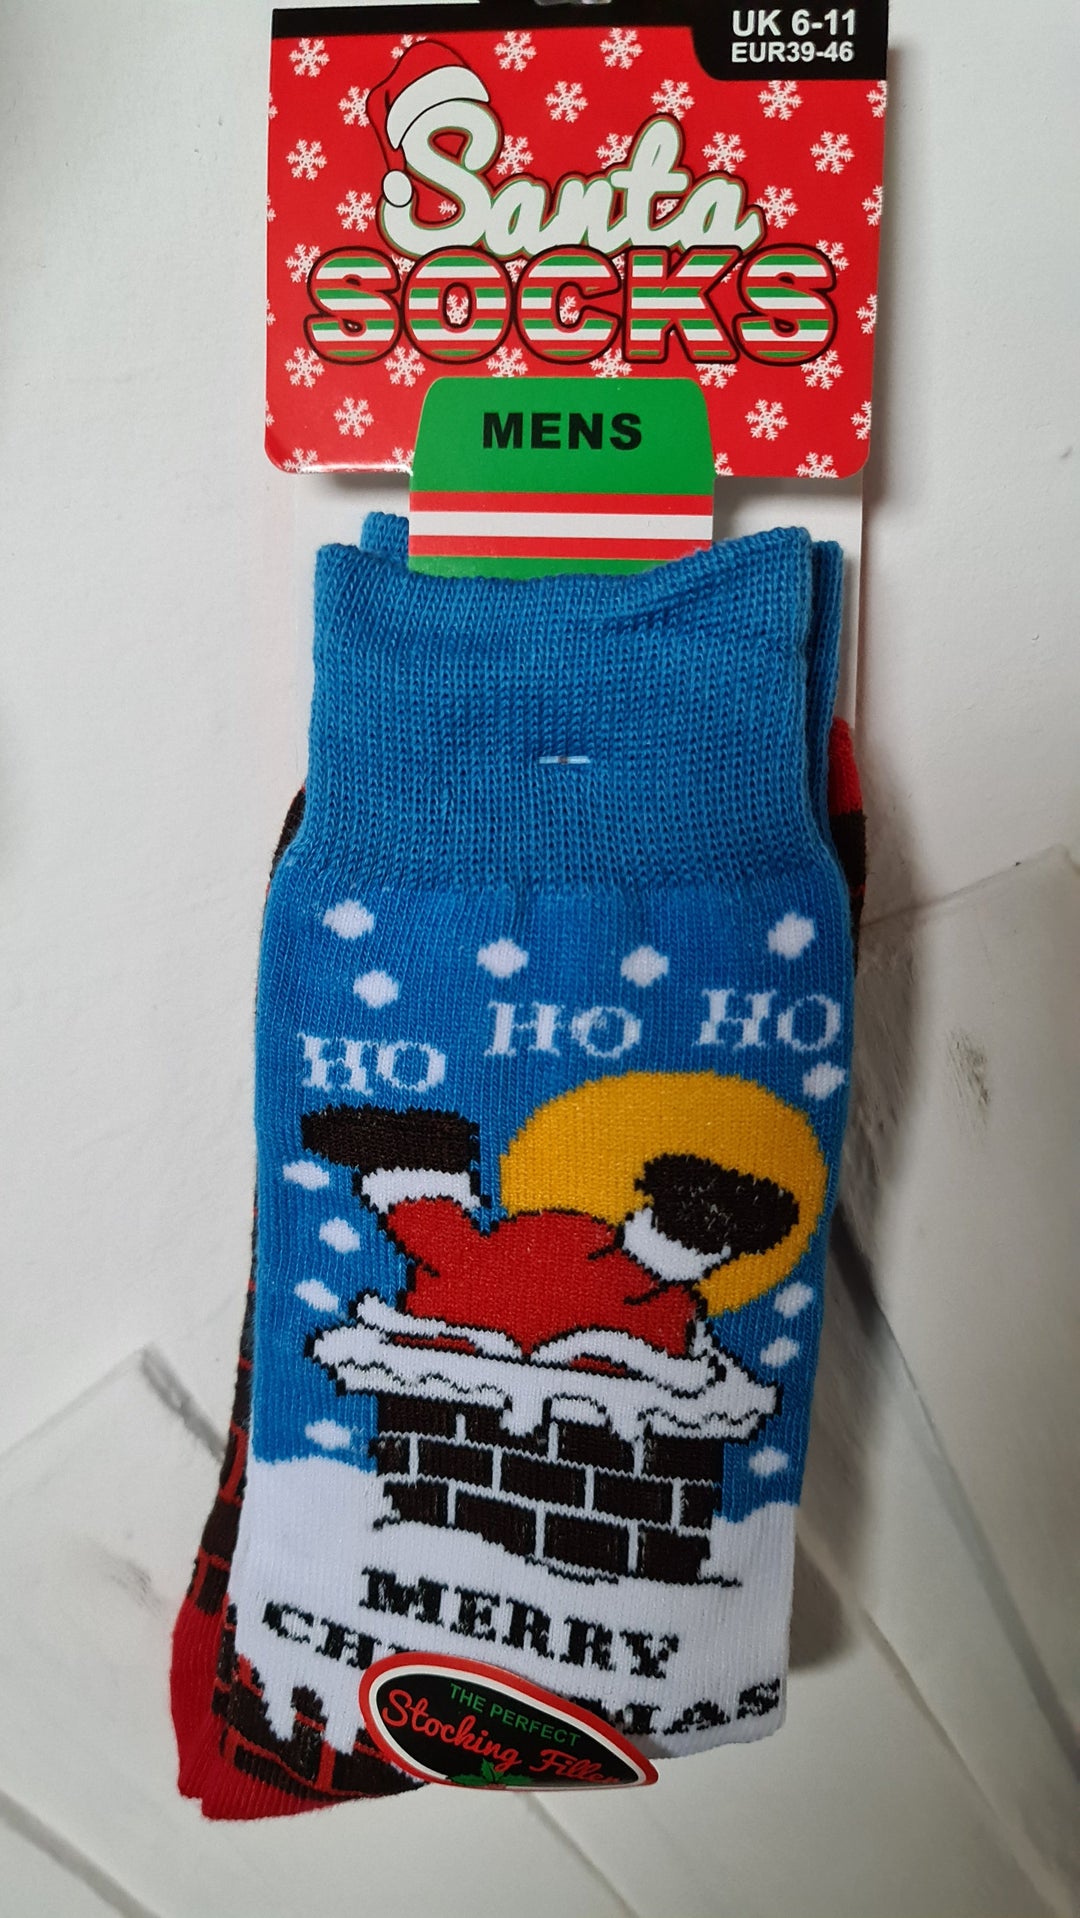 UK 6-11
EUR39-46
Santa
SOCKS
MENS
HO HO HO
MERRY
THE PERFECT
Stocking Filler